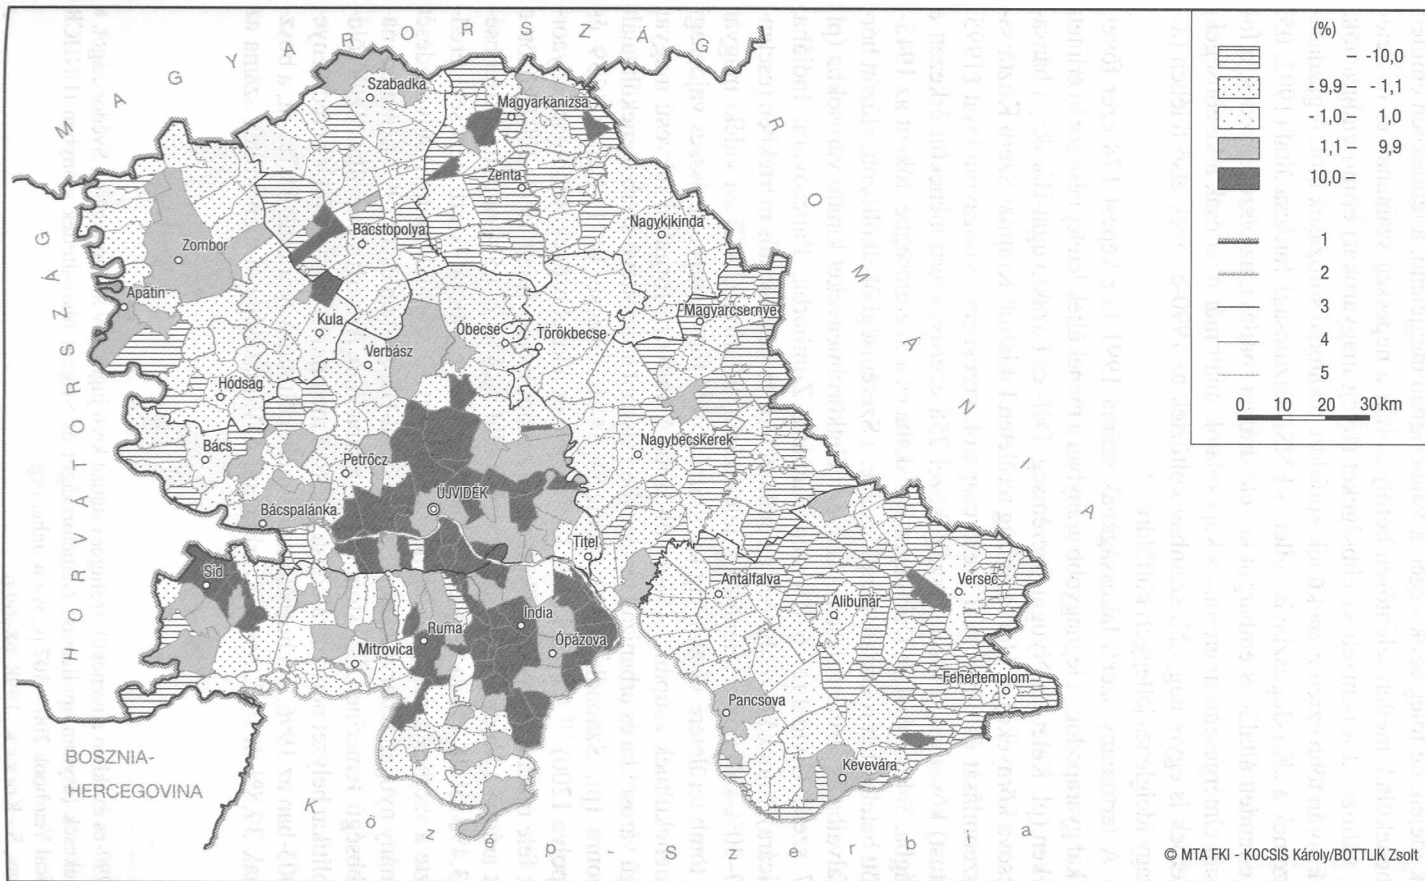 MAGYARORSZÁG
HORVÁTORSZÁG
ROMÁNIA
BOSZNIA-
HERCEGOVINA
Közép-Szerbia
Szabadka
Magyarkanizsa
Zenta
Nagykikinda
Bácstopolya
Zombor
Apatin
Kula
Verbász
Óbecse
Törökbecse
Magyarcsernye
Hódság
Bács
Petrőcz
Nagybecskerek
ÚJVIDÉK
Bácspalánka
Titel
Sid
Antalfalva
Alibunár
Versec
India
Ruma
Ópázova
Mitrovica
Fehértemplom
Pancsova
Kevevára
(%)
– -10,0
- 9,9 – - 1,1
- 1,0 – 1,0
1,1 – 9,9
10,0 –
1
2
3
4
5
0 10 20 30 km
© MTA FKI - KOCSIS Károly/BOTTLIK Zsolt